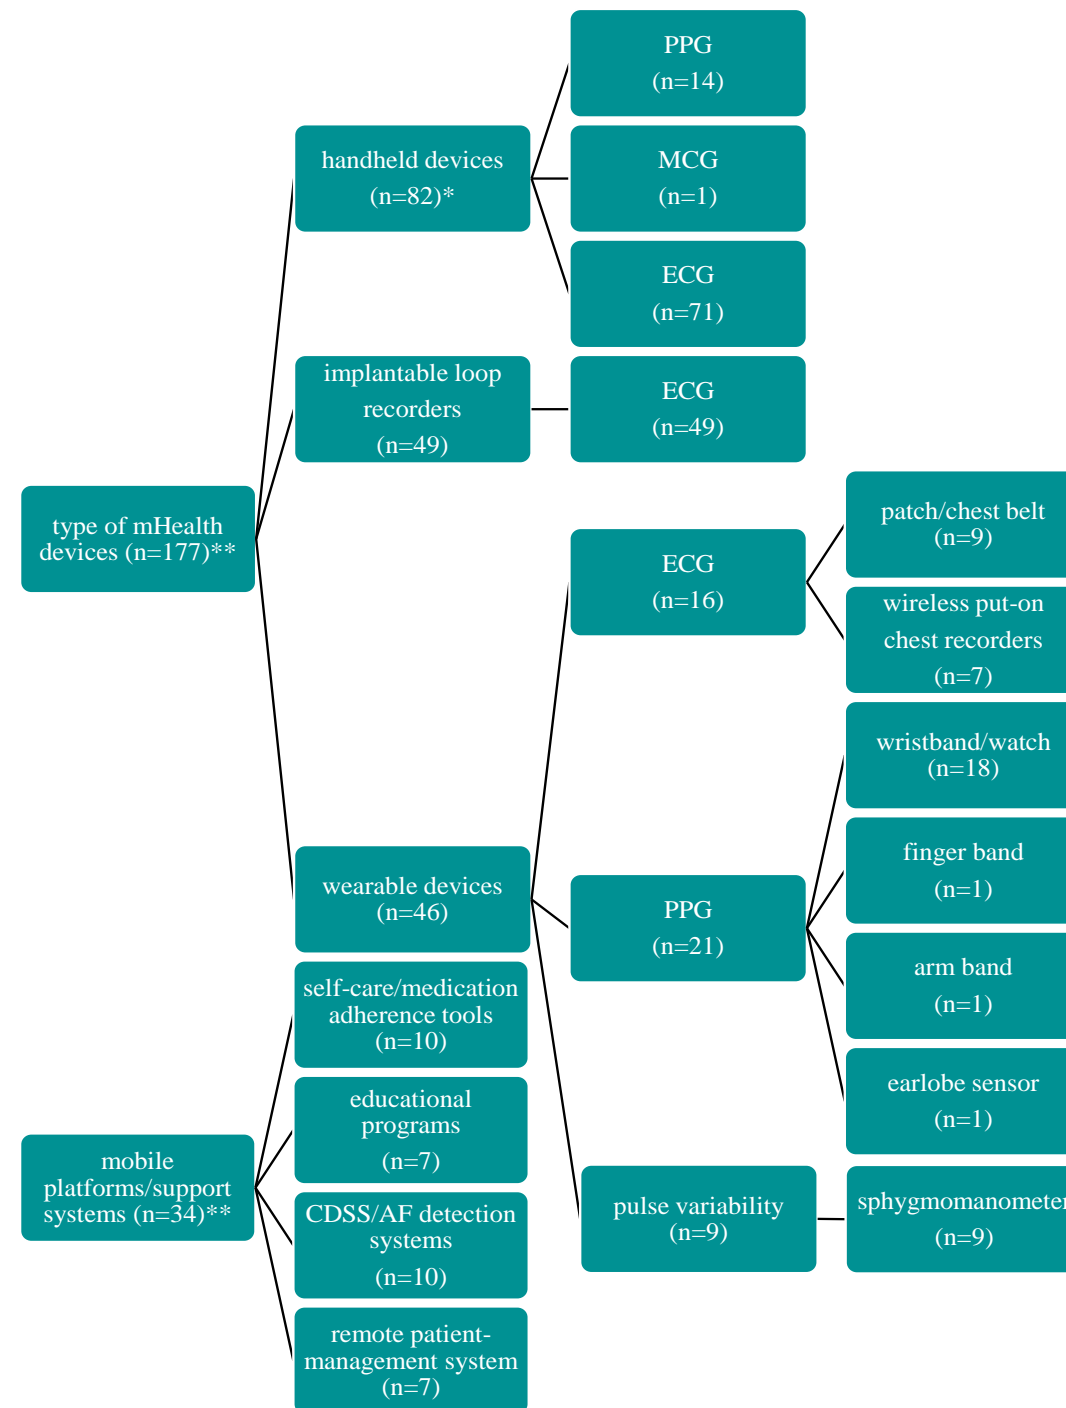 type of mHealth
devices (n=177)**
handheld devices
(n=82)*
PPG
(n=14)
MCG
(n=1)
ECG
(n=71)
implantable loop
recorders
(n=49)
ECG
(n=49)
wearable devices
(n=46)
ECG
(n=16)
patch/chest belt
(n=9)
wireless put-on
chest recorders
(n=7)
PPG
(n=21)
wristband/watch
(n=18)
finger band
(n=1)
arm band
(n=1)
earlobe sensor
(n=1)
pulse variability
(n=9)
sphygmomanometer
(n=9)
mobile
platforms/support
systems (n=34)**
self-care/medication
adherence tools
(n=10)
educational
programs
(n=7)
CDSS/AF detection
systems
(n=10)
remote patient-
management system
(n=7)